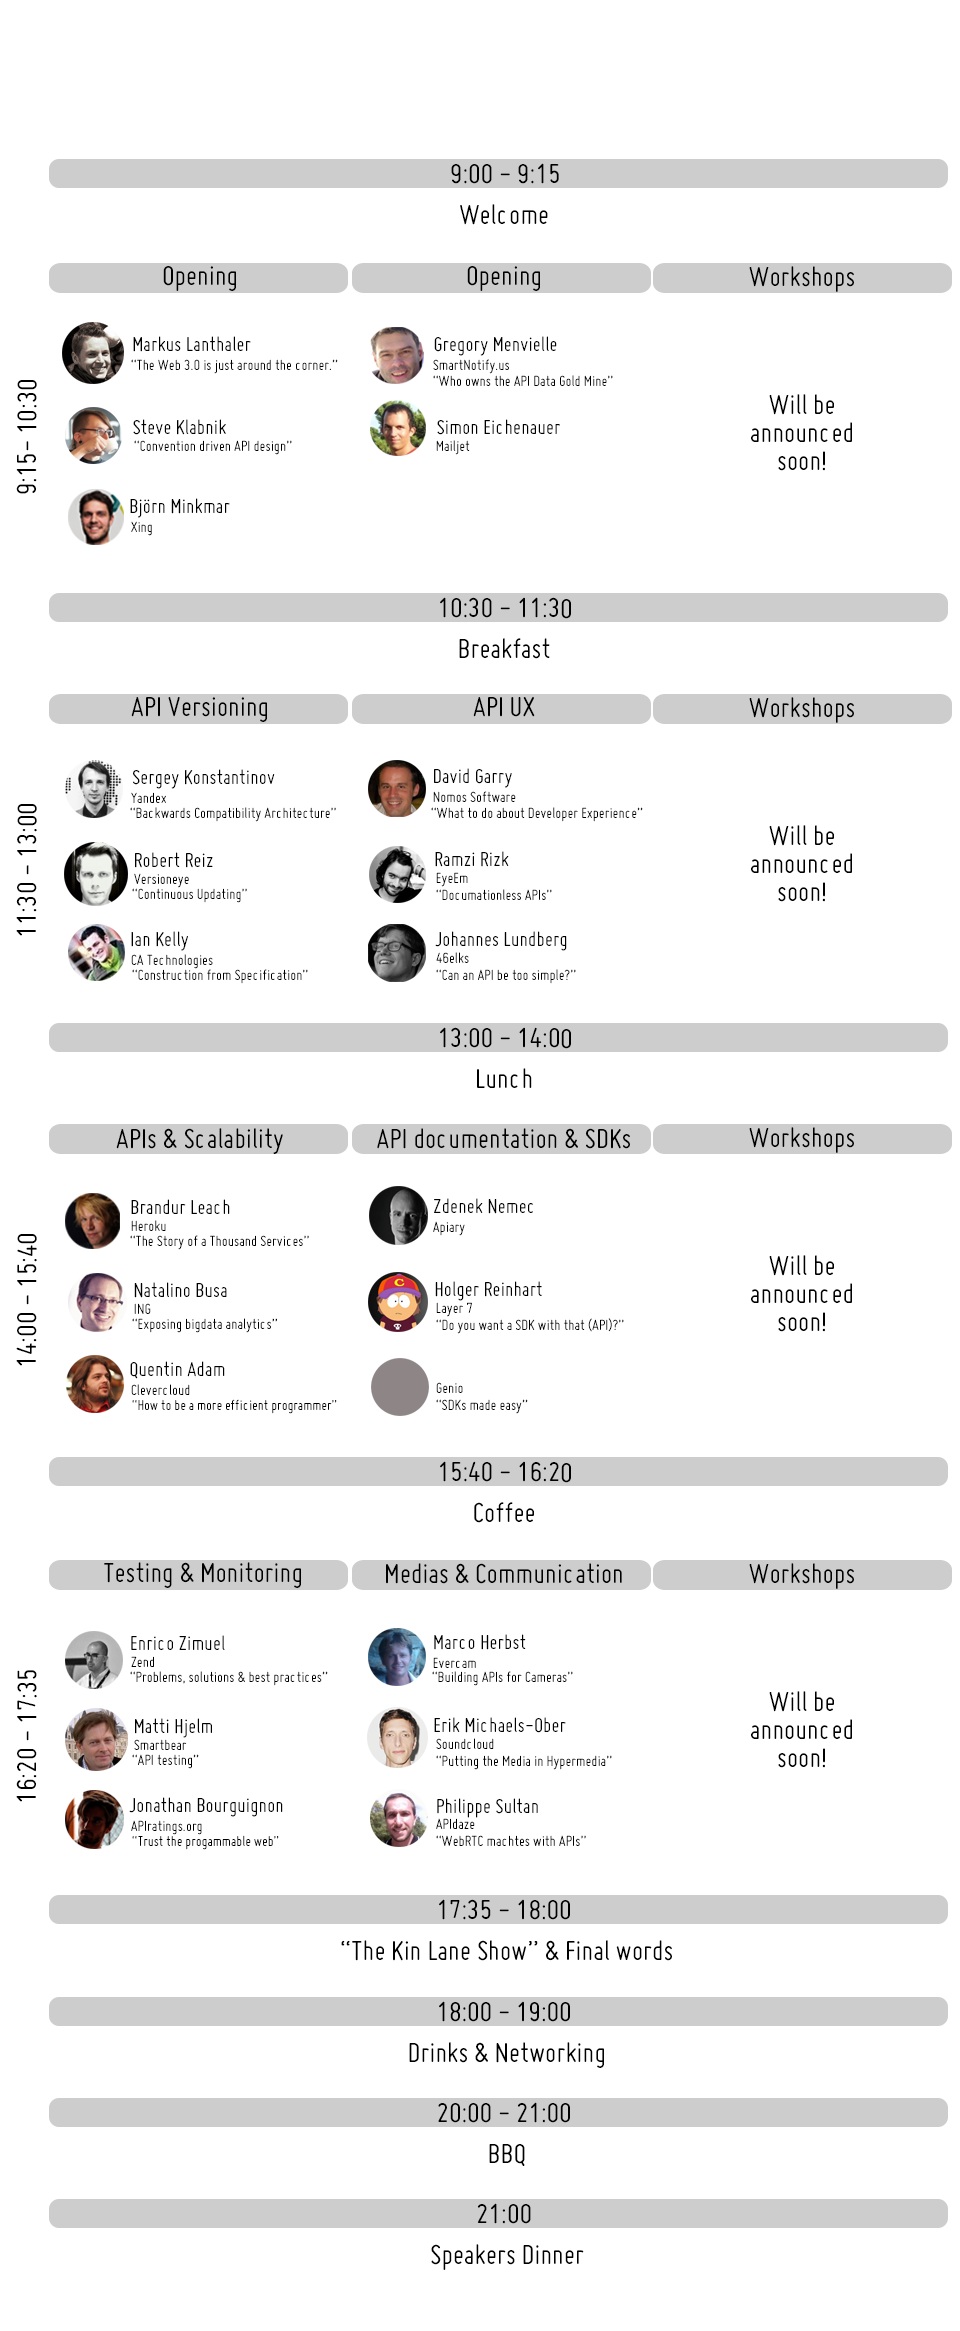 9:00 - 9:15
Welcome
Opening
Opening
Workshops
9:15 - 10:30
Markus Lanthaler
"The Web 3.0 is just around the corner."
Steve Klabnik
"Convention driven API design"
Björn Minkmar
Xing
Gregory Menvielle
SmartNotify.us
"Who owns the API Data Gold Mine"
Simon Eichenauer
Mailjet
Will be
announced
soon!
10:30 - 11:30
Breakfast
API Versioning
API UX
Workshops
11:30 - 13:00
Sergey Konstantinov
Yandex
"Backwards Compatibility Architecture"
Robert Reiz
Versioneye
"Continuous Updating"
Ian Kelly
CA Technologies
"Construction from Specification"
David Garry
Nomos Software
"What to do about Developer Experience"
Ramzi Rizk
EyeEm
"Documationless APIs"
Johannes Lundberg
46elks
"Can an API be too simple?"
Will be
announced
soon!
13:00 - 14:00
Lunch
APIs & Scalability
API documentation & SDKs
Workshops
14:00 - 15:40
Brandur Leach
Heroku
"The Story of a Thousand Services"
Natalino Busa
ING
"Exposing bigdata analytics"
Quentin Adam
Clevercloud
"How to be a more efficient programmer"
Zdenek Nemec
Apiary
Holger Reinhart
Layer 7
"Do you want a SDK with that (API)?"
Genio
"SDKs made easy"
Will be
announced
soon!
15:40 - 16:20
Coffee
Testing & Monitoring
Medias & Communication
Workshops
16:20 - 17:35
Enrico Zimuel
Zend
"Problems, solutions & best practices"
Matti Hjelm
Smartbear
"API testing"
Jonathan Bourguignon
APIratings.org
"Trust the progammable web"
Marco Herbst
Evercam
"Building APIs for Cameras"
Erik Michaels-Ober
Soundcloud
"Putting the Media in Hypermedia"
Philippe Sultan
APIdaze
"WebRTC machtes with APIs"
Will be
announced
soon!
17:35 - 18:00
"The Kin Lane Show" & Final words
18:00 - 19:00
Drinks & Networking
20:00 - 21:00
BBQ
21:00
Speakers Dinner